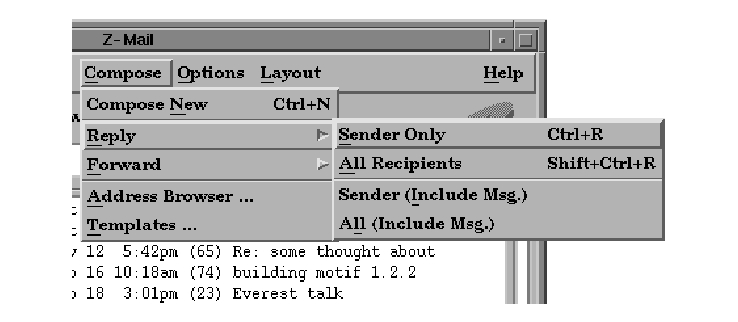 Z-Mail
Compose Options Layout Help
Compose New Ctrl+N
Reply
Sender Only Ctrl+R
Forward
All Recipients Shift+Ctrl+R
Address Browser ...
Sender (Include Msg.)
Templates ...
All (Include Msg.)
12 5:42pm (65) Re: some thought about
16 10:18am (74) building motif 1.2.2
18 3:01pm (23) Everest talk